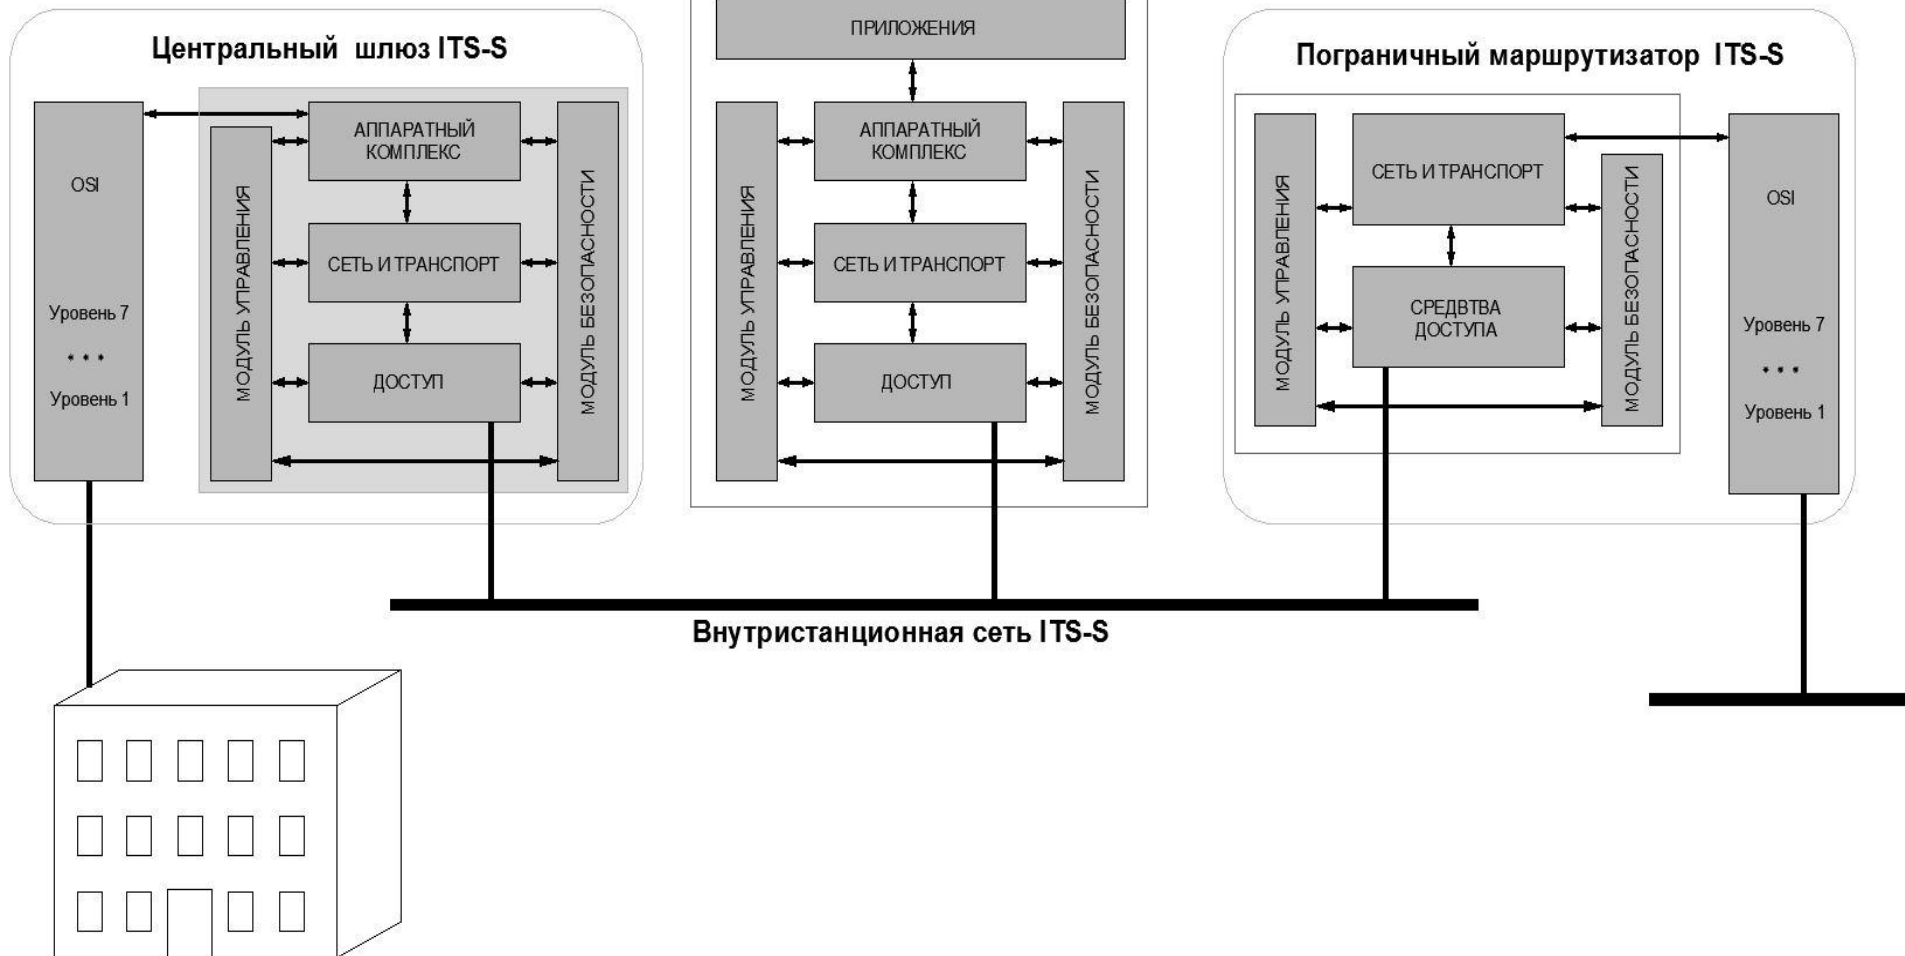 Центральный шлюз ITS-S
OSI
Уровень 7
• • •
Уровень 1
МОДУЛЬ УПРАВЛЕНИЯ
АППАРАТНЫЙ
КОМПЛЕКС
СЕТЬ И ТРАНСПОРТ
ДОСТУП
МОДУЛЬ БЕЗОПАСНОСТИ
ПРИЛОЖЕНИЯ
МОДУЛЬ УПРАВЛЕНИЯ
АППАРАТНЫЙ
КОМПЛЕКС
СЕТЬ И ТРАНСПОРТ
ДОСТУП
МОДУЛЬ БЕЗОПАСНОСТИ
Пограничный маршрутизатор ITS-S
МОДУЛЬ УПРАВЛЕНИЯ
СЕТЬ И ТРАНСПОРТ
СРЕДВТВА
ДОСТУПА
МОДУЛЬ БЕЗОПАСНОСТИ
OSI
Уровень 7
• • •
Уровень 1
Внутристанционная сеть ITS-S